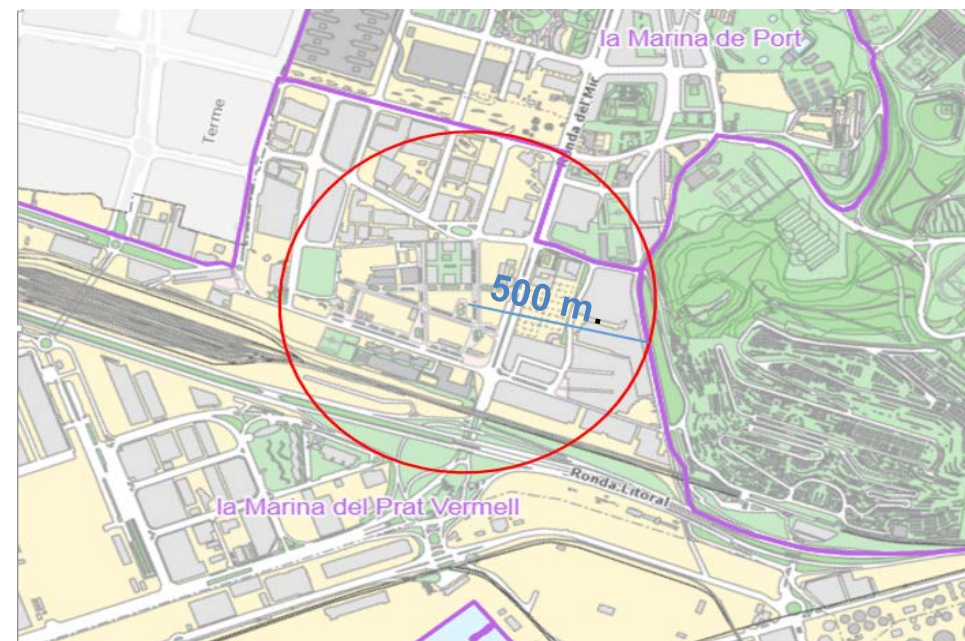 la Marina de Port
Ronda del Mig
Terme
500 m.
Ronda Litoral
la Marina del Prat Vermell